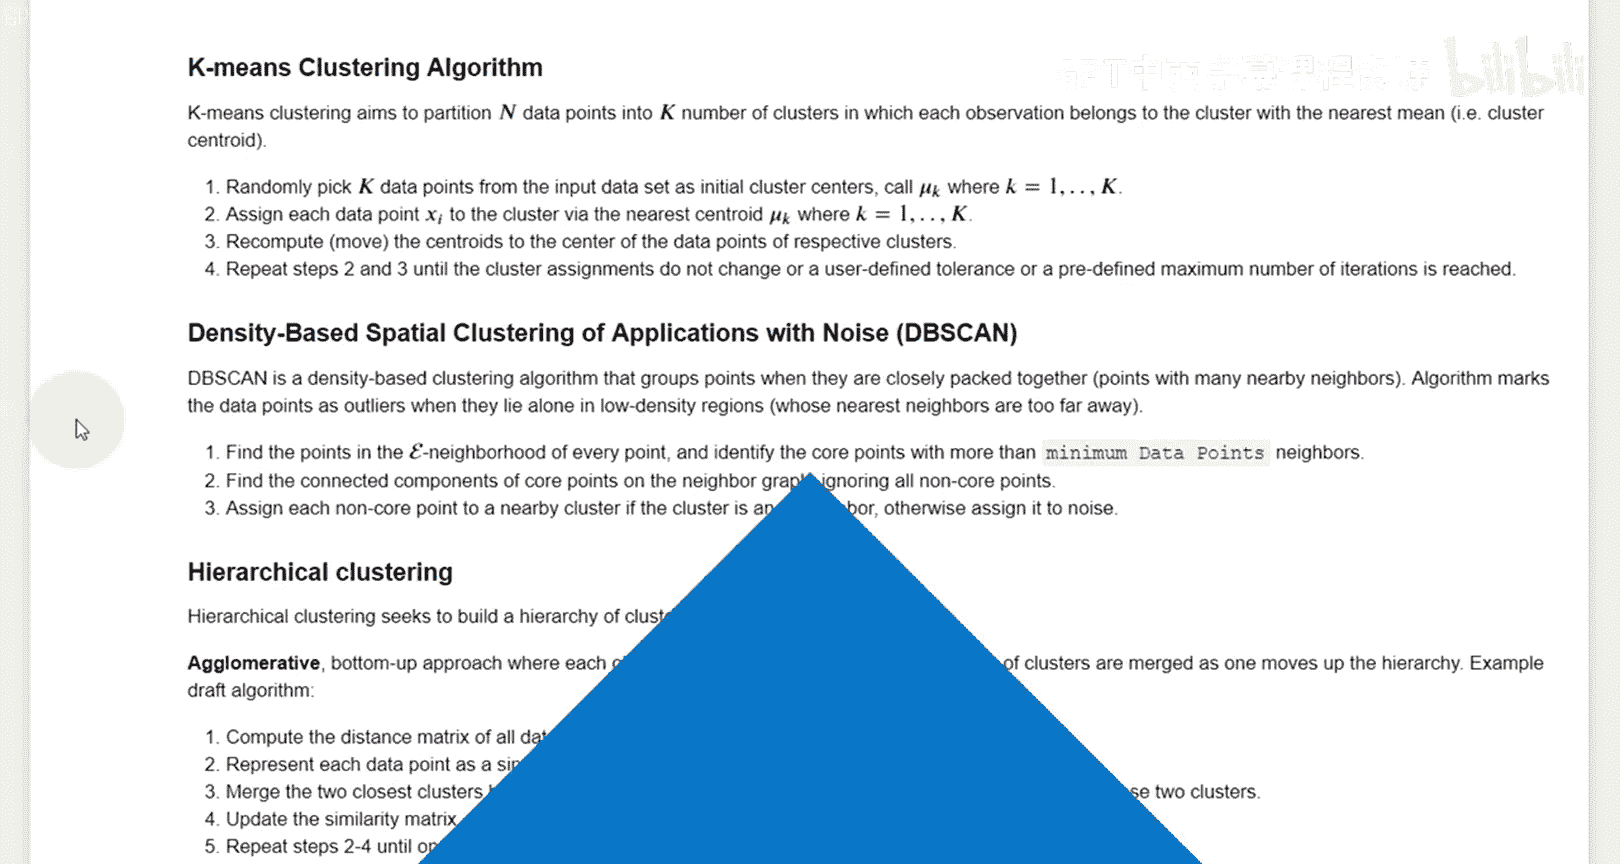 bilibili
K-means Clustering Algorithm
K-means clustering aims to partition N data points into K number of clusters in which each observation belongs to the cluster with the nearest mean (i.e. cluster
centroid).
1. Randomly pick K data points from the input data set as initial cluster centers, call μk where k = 1,.., K.
2. Assign each data point xi to the cluster via the nearest centroid μk where k = 1,.., K.
3. Recompute (move) the centroids to the center of the data points of respective clusters.
4. Repeat steps 2 and 3 until the cluster assignments do not change or a user-defined tolerance or a pre-defined maximum number of iterations is reached.
Density-Based Spatial Clustering of Applications with Noise (DBSCAN)
DBSCAN is a density-based clustering algorithm that groups points when they are closely packed together (points with many nearby neighbors). Algorithm marks
the data points as outliers when they lie alone in low-density regions (whose nearest neighbors are too far away).
1. Find the points in the ℰ-neighborhood of every point, and identify the core points with more than minimum Data Points neighbors.
2. Find the connected components of core points on the neighbor ignoring all non-core points.
3. Assign each non-core point to a nearby cluster if the cluster is otherwise assign it to noise.
Hierarchical clustering
Hierarchical clustering seeks to build a hierarchy of
Agglomerative, bottom-up approach where each of clusters are merged as one moves up the hierarchy. Example
draft algorithm:
1. Compute the distance matrix of all
2. Represent each data point as a
3. Merge the two closest clusters two clusters.
4. Update the similarity matrix
5. Repeat steps 2-4 until